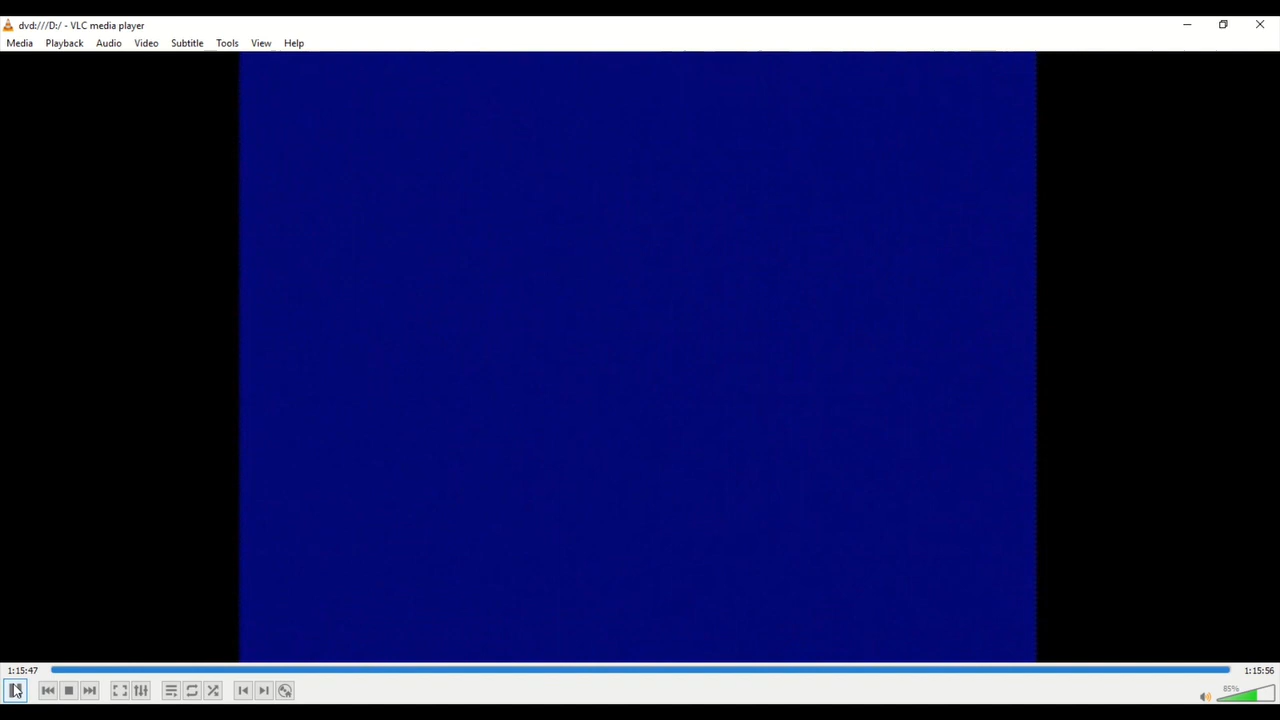 dvd:///D:/ - VLC media player
Media Playback Audio Video Subtitle Tools View Help
1:15:47 1:15:56
85%